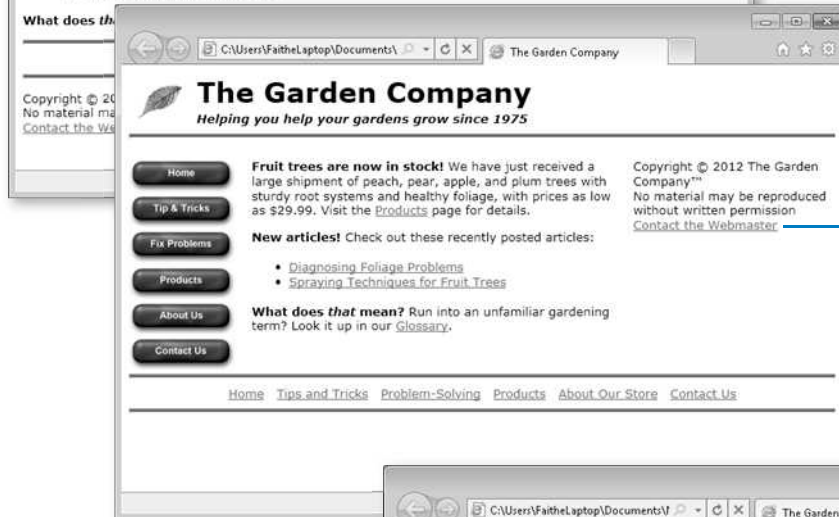 What does th
Copyright © 20
No material ma
Contact the We
C:\Users\FaitheLaptop\Documents\
The Garden Company
The Garden Company
Helping you help your gardens grow since 1975
Home
Tip & Tricks
Fix Problems
Products
About Us
Contact Us
Fruit trees are now in stock! We have just received a
large shipment of peach, pear, apple, and plum trees with
sturdy root systems and healthy foliage, with prices as low
as $29.99. Visit the Products page for details.
New articles! Check out these recently posted articles:
• Diagnosing Foliage Problems
• Spraying Techniques for Fruit Trees
What does that mean? Run into an unfamiliar gardening
term? Look it up in our Glossary.
Copyright © 2012 The Garden
Company™
No material may be reproduced
without written permission
Contact the Webmaster
Home Tips and Tricks Problem-Solving Products About Our Store Contact Us
C:\Users\FaitheLaptop\Documents\
The Garden